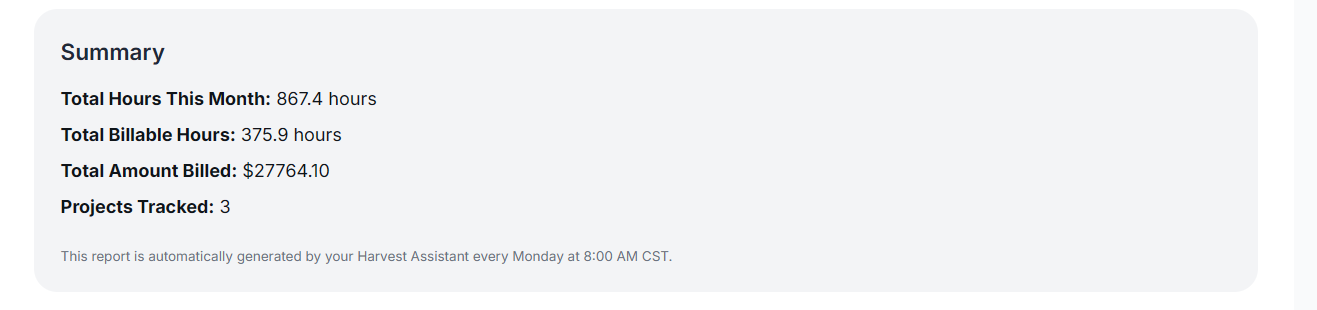 Summary
Total Hours This Month: 867.4 hours
Total Billable Hours: 375.9 hours
Total Amount Billed: $27764.10
Projects Tracked: 3
This report is automatically generated by your Harvest Assistant every Monday at 8:00 AM CST.